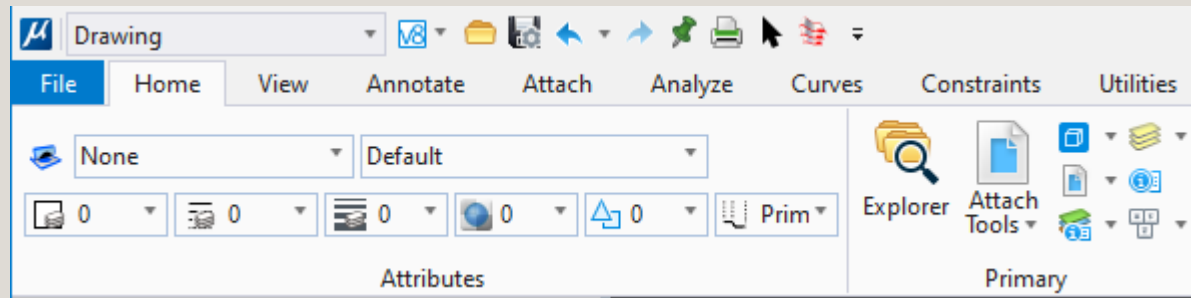 Drawing
File Home View Annotate Attach Analyze Curves Constraints Utilities
None Default
0 0 0 0 0 Prim
Explorer
Attach
Tools
Attributes Primary